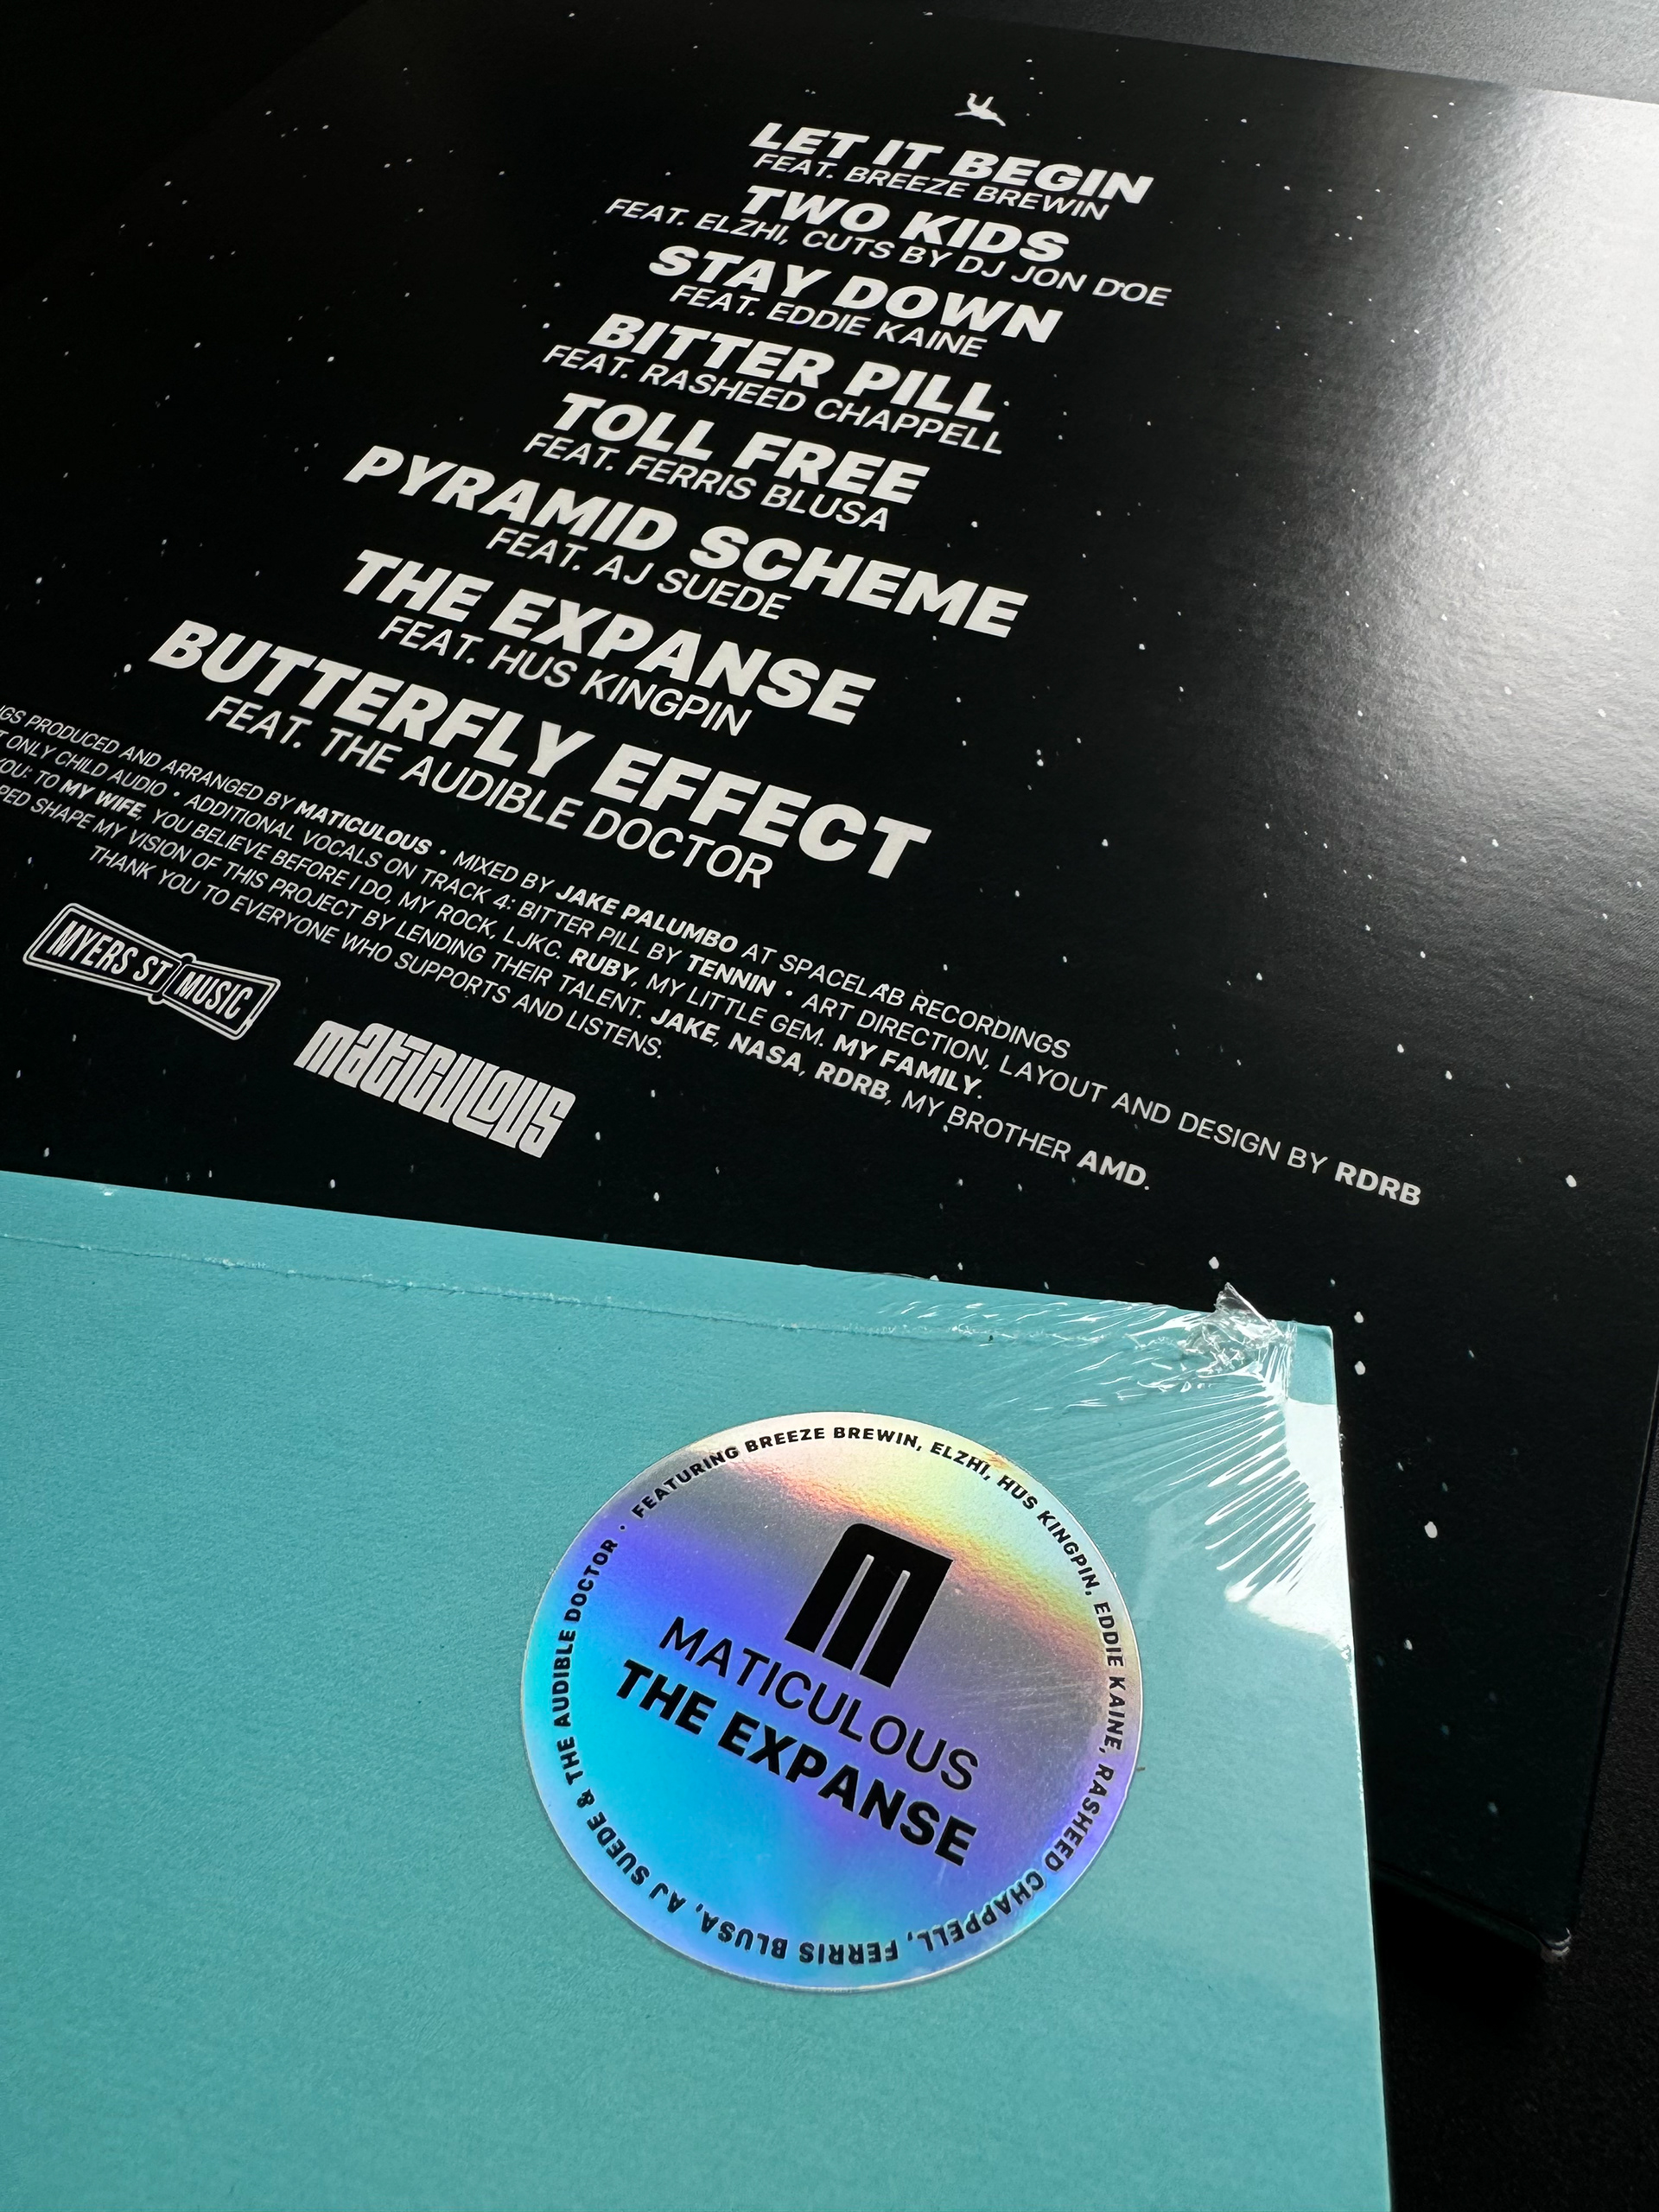 LET IT BEGIN
FEAT. BREEZE BREWIN
TWO KIDS
FEAT. ELZHI, CUTS BY DJ JON DOE
STAY DOWN
FEAT. EDDIE KAINE
BITTER PILL
FEAT. RASHEED CHAPPELL
TOLL FREE
FEAT. FERRIS BLUSA
PYRAMID SCHEME
FEAT. AJ SUEDE
THE EXPANSE
FEAT. HUS KINGPIN
BUTTERFLY EFFECT
FEAT. THE AUDIBLE DOCTOR
PRODUCED AND ARRANGED BY MATICULOUS • MIXED BY JAKE PALUMBO AT SPACELAB RECORDINGS
ONLY CHILD AUDIO • ADDITIONAL VOCALS ON TRACK 4: BITTER PILL BY TENNIN • ART DIRECTION, LAYOUT AND DESIGN BY RDRB
TO MY WIFE, YOU BELIEVE BEFORE I DO, MY ROCK, LJKC. RUBY, MY LITTLE GEM. MY FAMILY.
SHAPE MY VISION OF THIS PROJECT BY LENDING THEIR TALENT. JAKE, NASA, RDRB, MY BROTHER AMD.
THANK YOU TO EVERYONE WHO SUPPORTS AND LISTENS.
MYERS ST MUSIC
maticulous
FEATURING BREEZE BREWIN, ELZHI, HUS KINGPIN, EDDIE KAINE, RASHEED CHAPPELL, FERRIS BLUSA, AJ SUEDE & THE AUDIBLE DOCTOR •
m
MATICULOUS
THE EXPANSE